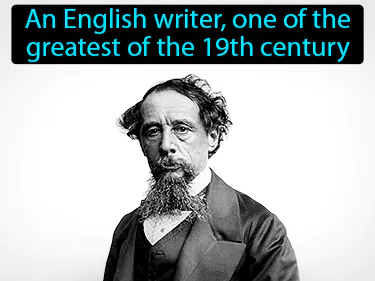 An English writer, one of the
greatest of the 19th century